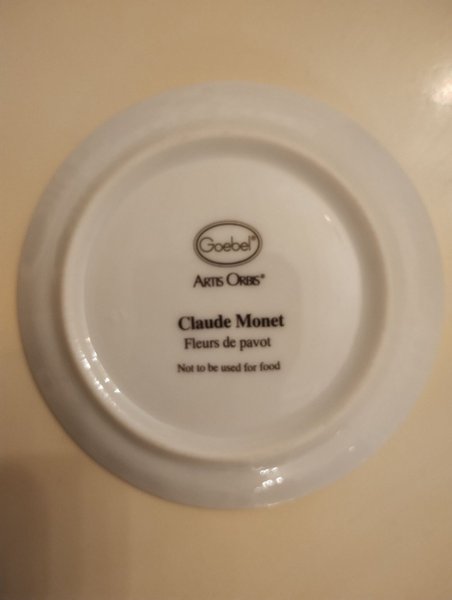 Goebel®
ARTIS ORBIS®
Claude Monet
Fleurs de pavot
Not to be used for food